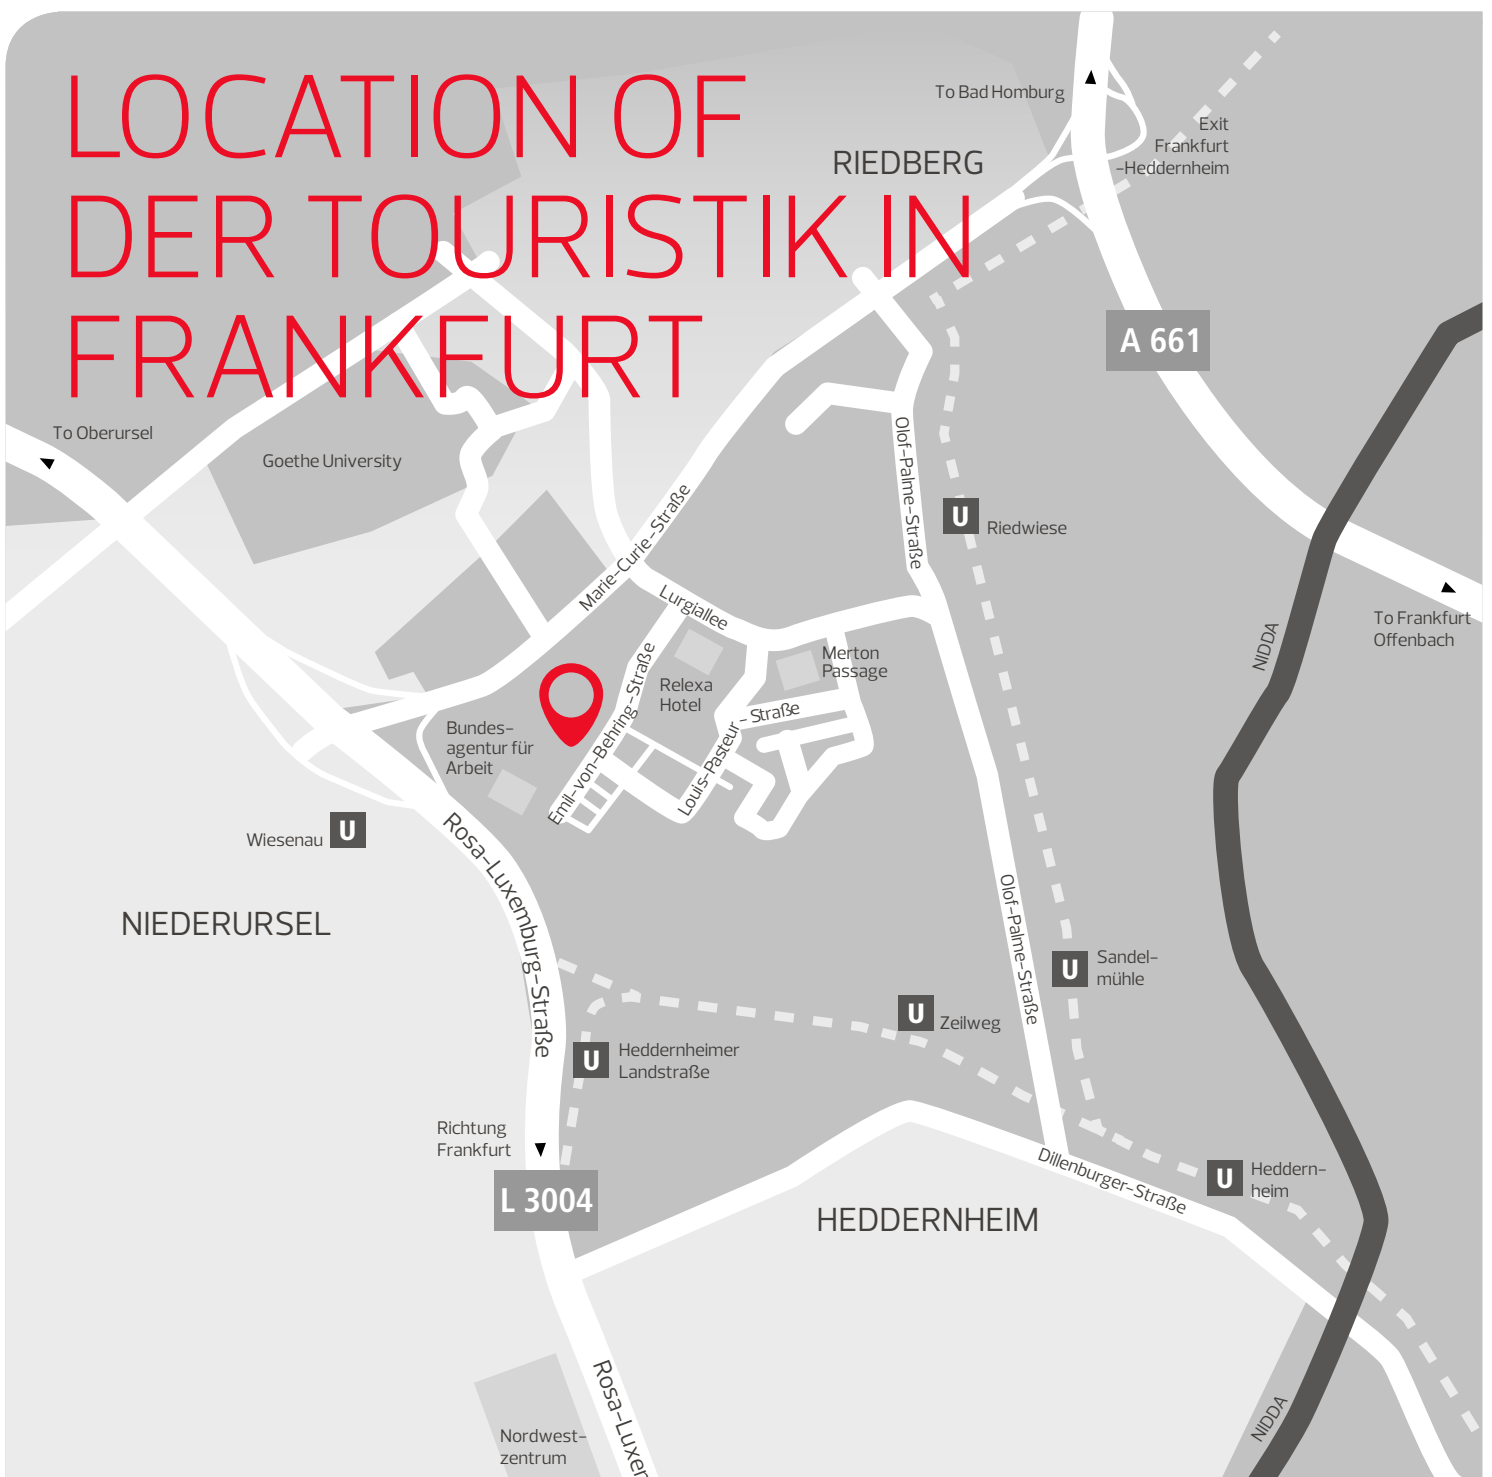 LOCATION OF
DER TOURISTIK IN
FRANKFURT
To Bad Homburg
Exit
Frankfurt
-Heddernheim
RIEDBERG
A 661
To Oberursel
Goethe University
Marie-Curie-Straße
Olof-Palme-Straße
U
Riedwiese
Lurgiallee
To Frankfurt
Offenbach
NIDDA
Merton
Passage
Relexa
Hotel
Emil-von-Behring-Straße
Louis-Pasteur-Straße
Bundes-
agentur für
Arbeit
Wiesenau
U
Rosa-Luxemburg-Straße
NIEDERURSEL
Olof-Palme-Straße
U
Sandel-
mühle
U
Zeilweg
U
Heddernheimer
Landstraße
Richtung
Frankfurt
L 3004
Dillenburger-Straße
U
Heddern-
heim
HEDDERNHEIM
Rosa-Luxer
NIDDA
Nordwest-
zentrum